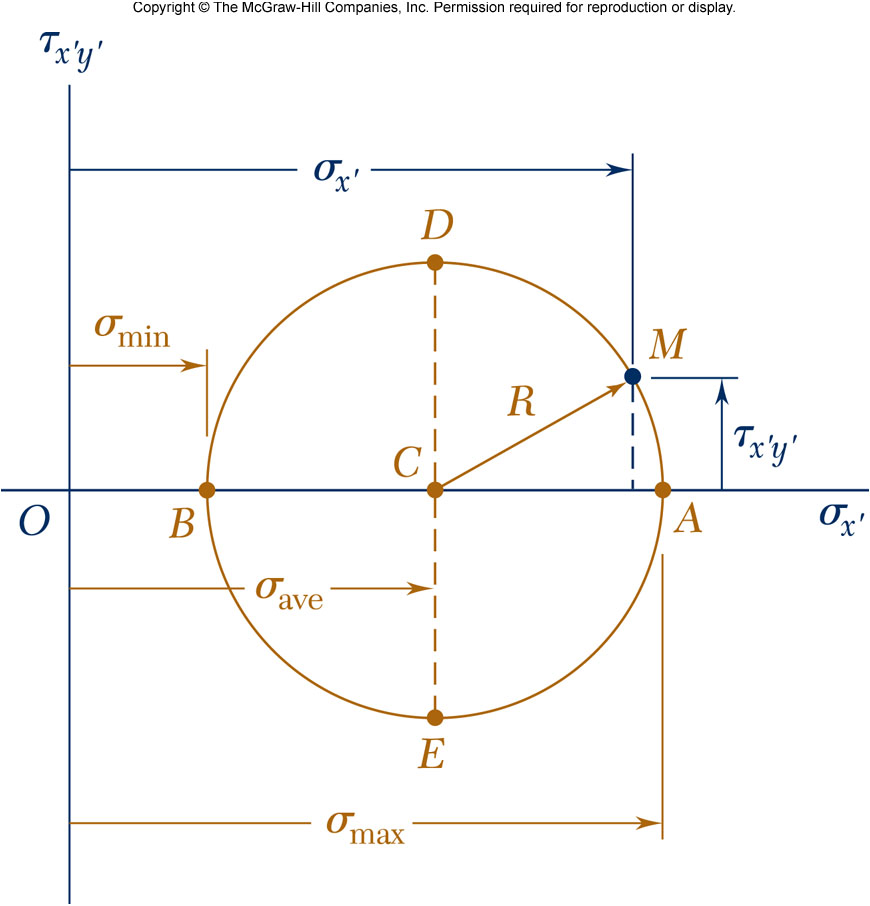 Copyright © The McGraw-Hill Companies, Inc. Permission required for reproduction or display.
τx′y′
σx′
D
σmin
M
R
τx′y′
C
O
B
A
σx′
σave
E
σmax